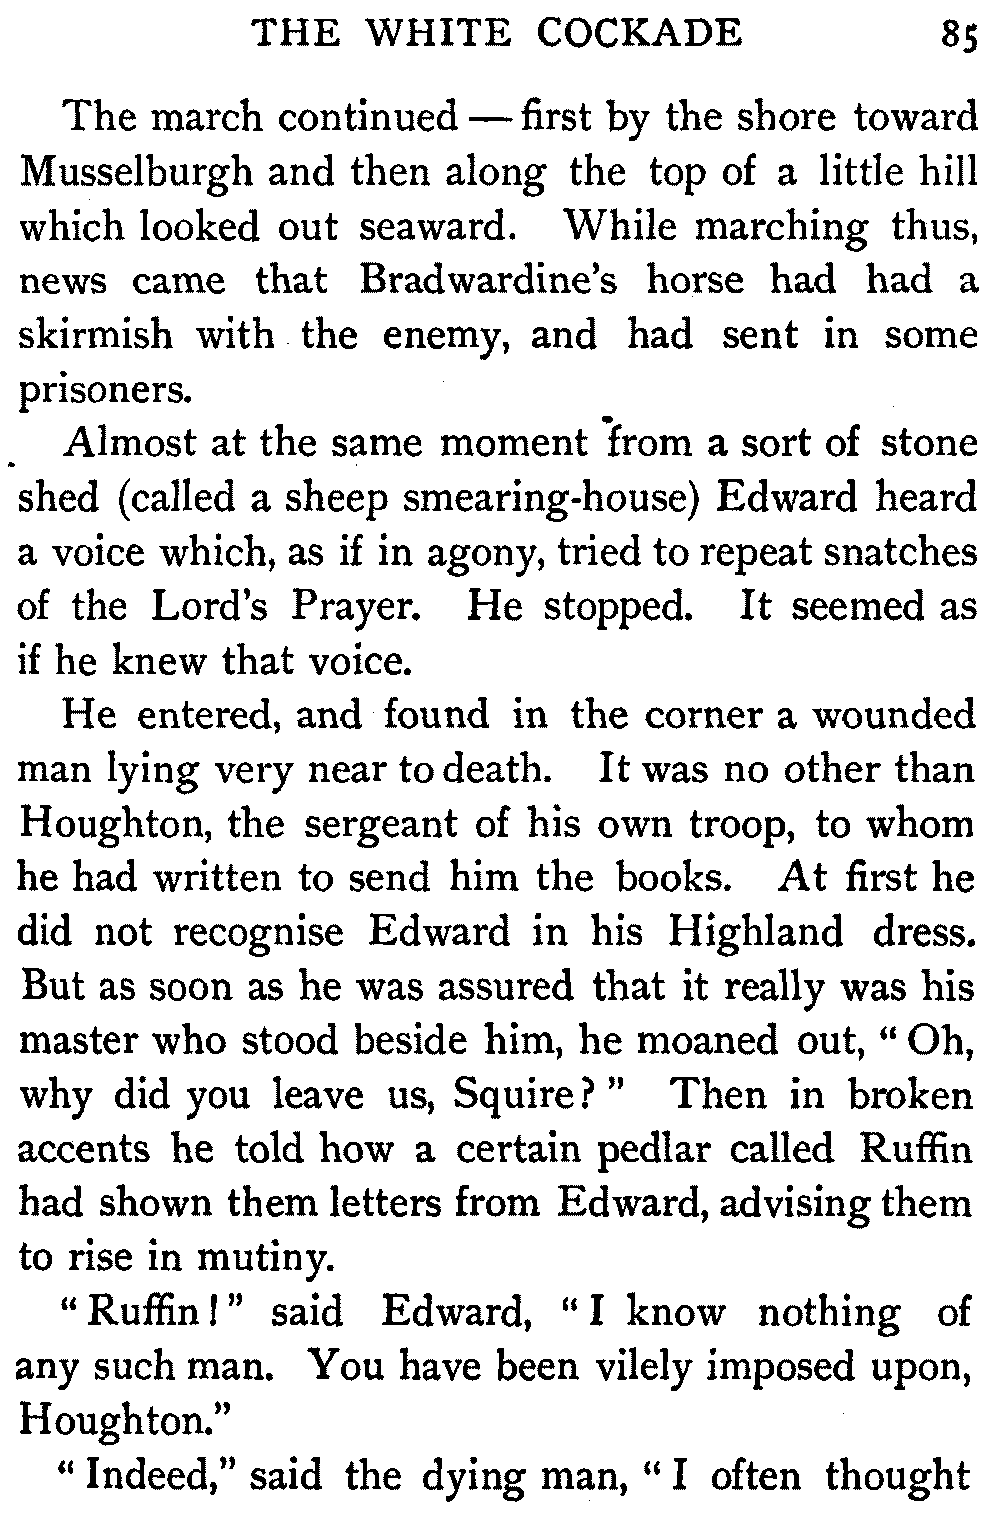 THE WHITE COCKADE 85
The march continued — first by the shore toward
Musselburgh and then along the top of a little hill
which looked out seaward. While marching thus,
news came that Bradwardine's horse had had a
skirmish with the enemy, and had sent in some
prisoners.
Almost at the same moment from a sort of stone
shed (called a sheep smearing-house) Edward heard
a voice which, as if in agony, tried to repeat snatches
of the Lord's Prayer. He stopped. It seemed as
if he knew that voice.
He entered, and found in the corner a wounded
man lying very near to death. It was no other than
Houghton, the sergeant of his own troop, to whom
he had written to send him the books. At first he
did not recognise Edward in his Highland dress.
But as soon as he was assured that it really was his
master who stood beside him, he moaned out, "Oh,
why did you leave us, Squire?" Then in broken
accents he told how a certain pedlar called Ruffin
had shown them letters from Edward, advising them
to rise in mutiny.
"Ruffin!" said Edward, "I know nothing of
any such man. You have been vilely imposed upon,
Houghton."
"Indeed," said the dying man, "I often thought